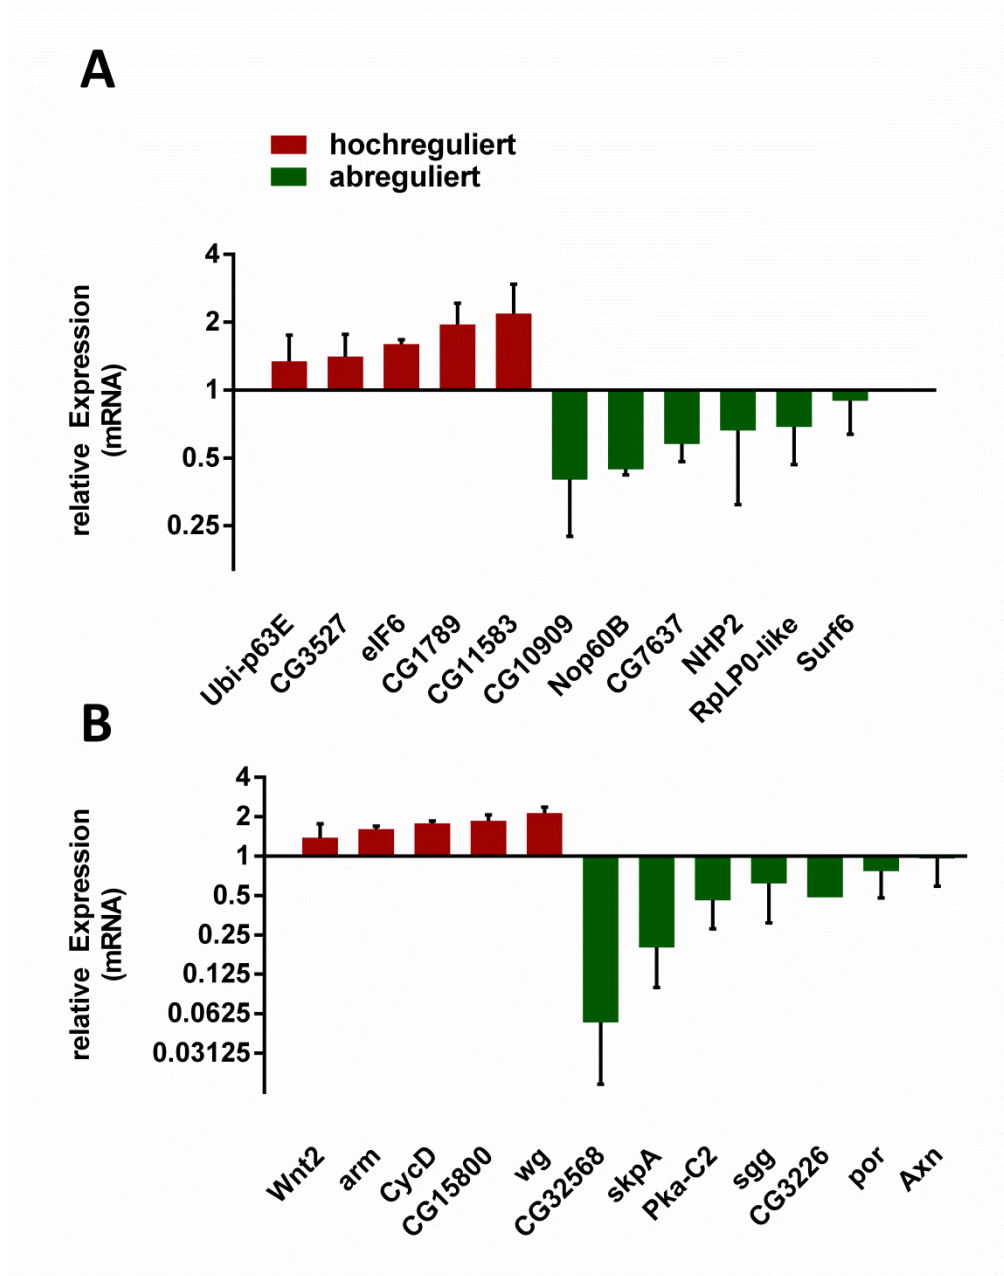 A
hochreguliert
abreguliert
4
2
1
0.5
0.25
relative Expression
(mRNA)
Ubi-p63E
CG3527
eIF6
CG1789
CG11583
CG10909
Nop60B
CG7637
NHP2
RpLP0-like
Surf6
B
4
2
1
0.5
0.25
0.125
0.0625
0.03125
relative Expression
(mRNA)
Wnt2
arm
CycD
CG15800
wg
CG32568
skpA
Pka-C2
sgg
CG3226
por
Axn